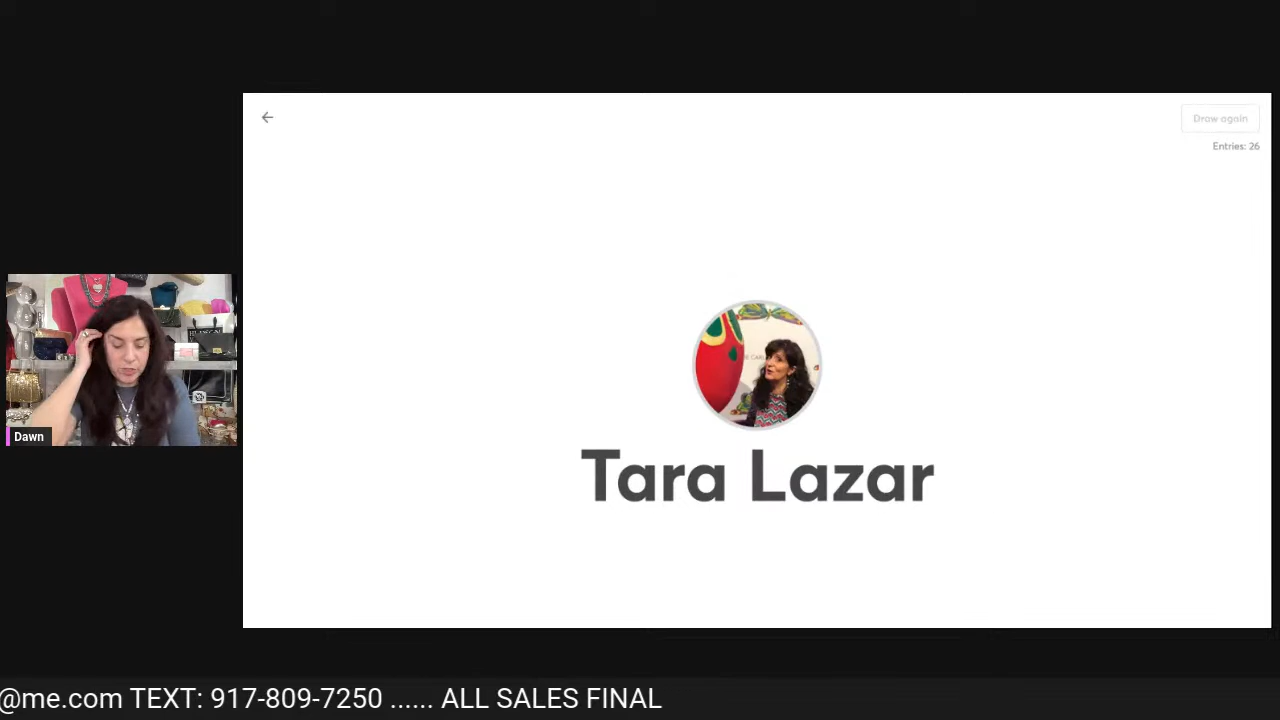 Draw again
Entries: 26
Tara Lazar
Dawn
@me.com TEXT: 917-809-7250 ...... ALL SALES FINAL